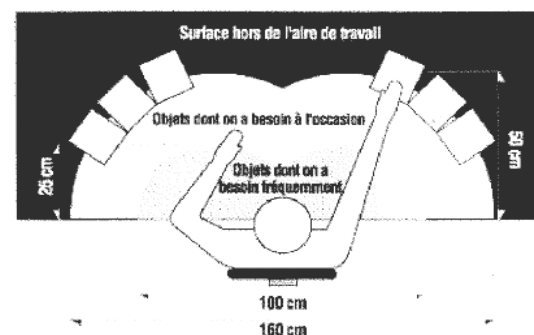 Surface hors de l'aire de travail
Objets dont on a besoin à l'occasion
Objets dont on a
besoin fréquemment
25 cm
50 cm
100 cm
160 cm